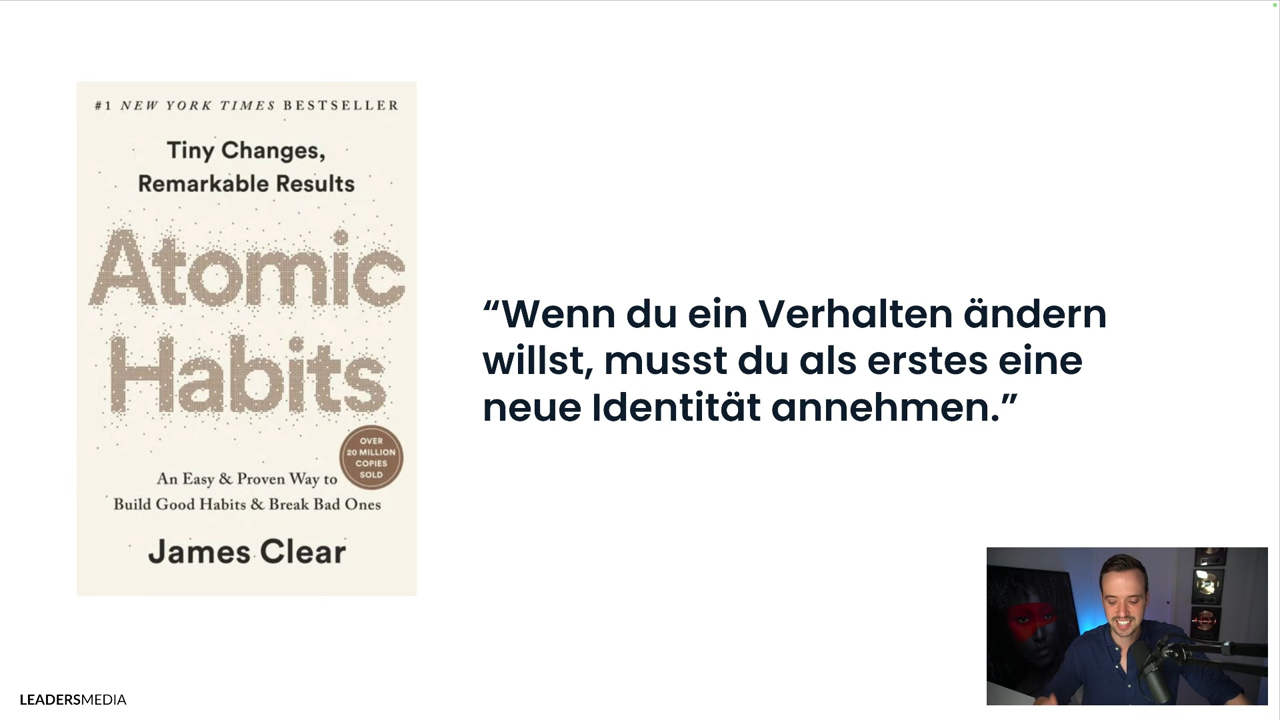 #1 NEW YORK TIMES BESTSELLER
Tiny Changes,
Remarkable Results
Atomic
Habits
OVER
20 MILLION
COPIES
SOLD
An Easy & Proven Way to
Build Good Habits & Break Bad Ones
James Clear
“Wenn du ein Verhalten ändern
willst, musst du als erstes eine
neue Identität annehmen.”
LEADERSMEDIA